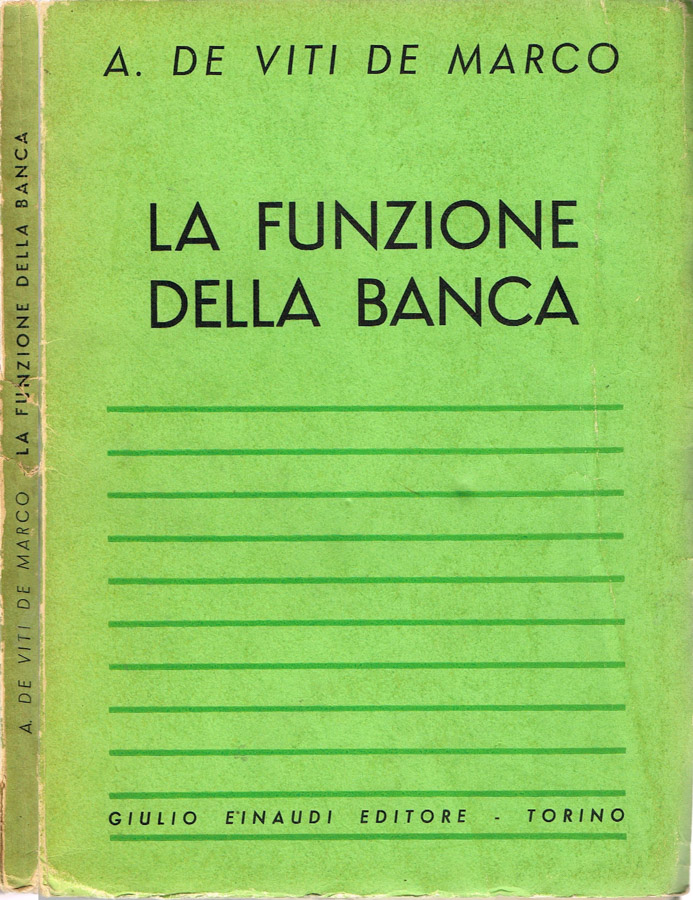 A. DE VITI DE MARCO
LA FUNZIONE
DELLA BANCA
GIULIO EINAUDI EDITORE - TORINO
A. DE VITI DE MARCO - LA FUNZIONE DELLA BANCA